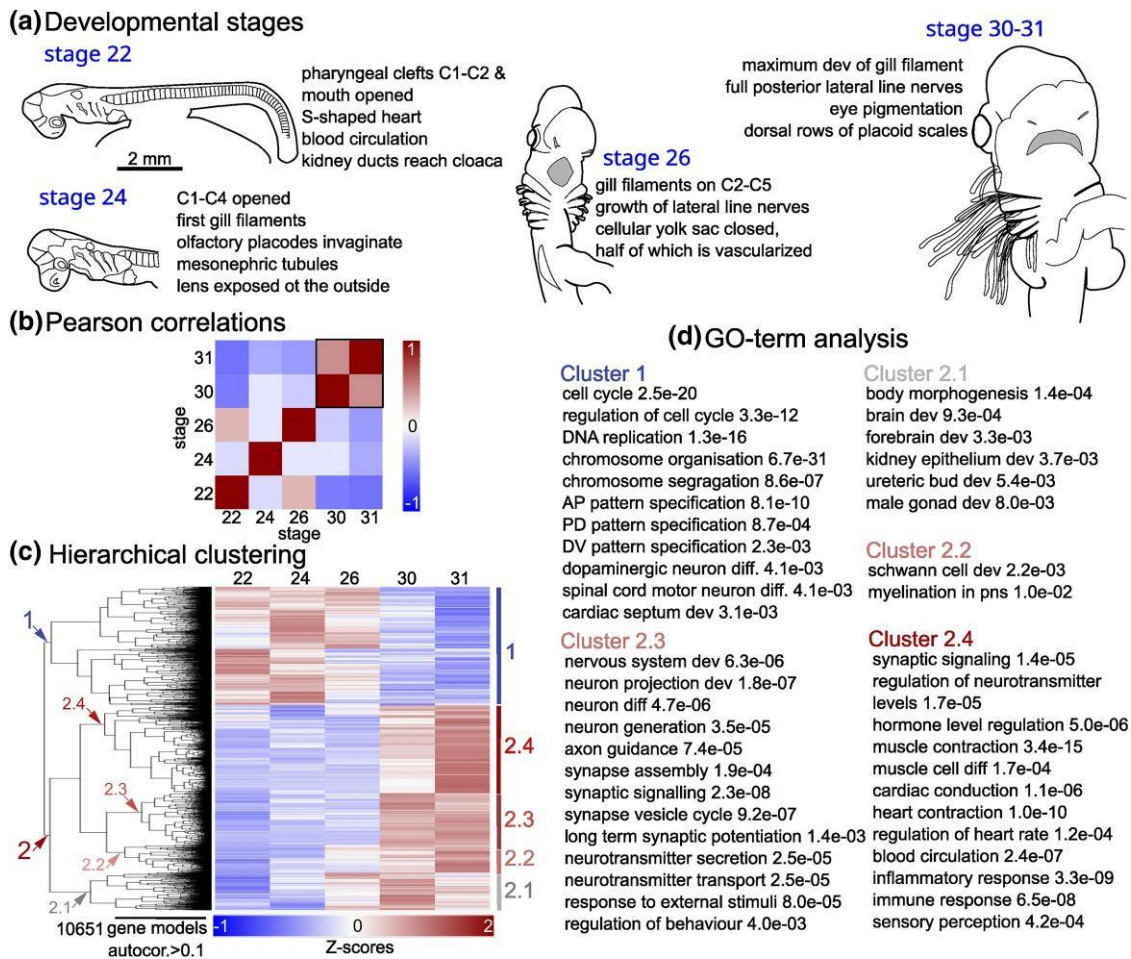 (a) Developmental stages
stage 22
pharyngeal clefts C1-C2 &
mouth opened
S-shaped heart
blood circulation
kidney ducts reach cloaca
2 mm
stage 24
C1-C4 opened
first gill filaments
olfactory placodes invaginate
mesonephric tubules
lens exposed ot the outside
stage 26
gill filaments on C2-C5
growth of lateral line nerves
cellular yolk sac closed,
half of which is vascularized
stage 30-31
maximum dev of gill filament
full posterior lateral line nerves
eye pigmentation
dorsal rows of placoid scales
(b) Pearson correlations
31
30
26
24
22
stage
22 24 26 30 31
stage
1
0
-1
(c) Hierarchical clustering
22 24 26 30 31
1
2.4
2.3
2
2.2
2.1
1
2.4
2.3
2.2
2.1
10651 gene models
autocor.>0.1
-1 0 2
Z-scores
(d) GO-term analysis
Cluster 1
cell cycle 2.5e-20
regulation of cell cycle 3.3e-12
DNA replication 1.3e-16
chromosome organisation 6.7e-31
chromosome segragation 8.6e-07
AP pattern specification 8.1e-10
PD pattern specification 8.7e-04
DV pattern specification 2.3e-03
dopaminergic neuron diff. 4.1e-03
spinal cord motor neuron diff. 4.1e-03
cardiac septum dev 3.1e-03
Cluster 2.1
body morphogenesis 1.4e-04
brain dev 9.3e-04
forebrain dev 3.3e-03
kidney epithelium dev 3.7e-03
ureteric bud dev 5.4e-03
male gonad dev 8.0e-03
Cluster 2.2
schwann cell dev 2.2e-03
myelination in pns 1.0e-02
Cluster 2.3
nervous system dev 6.3e-06
neuron projection dev 1.8e-07
neuron diff 4.7e-06
neuron generation 3.5e-05
axon guidance 7.4e-05
synapse assembly 1.9e-04
synaptic signalling 2.3e-08
synapse vesicle cycle 9.2e-07
long term synaptic potentiation 1.4e-03
neurotransmitter secretion 2.5e-05
neurotransmitter transport 2.5e-05
response to external stimuli 8.0e-05
regulation of behaviour 4.0e-03
Cluster 2.4
synaptic signaling 1.4e-05
regulation of neurotransmitter
levels 1.7e-05
hormone level regulation 5.0e-06
muscle contraction 3.4e-15
muscle cell diff 1.7e-04
cardiac conduction 1.1e-06
heart contraction 1.0e-10
regulation of heart rate 1.2e-04
blood circulation 2.4e-07
inflammatory response 3.3e-09
immune response 6.5e-08
sensory perception 4.2e-04